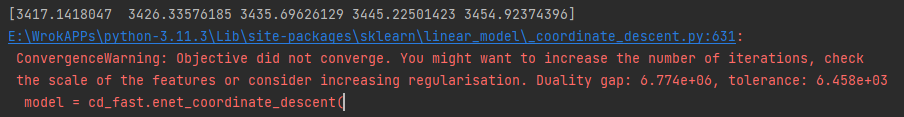 [3417.1418047  3426.33576185 3435.69626129 3445.22501423 3454.92374396]
E:\WrokAPPs\python-3.11.3\Lib\site-packages\sklearn\linear_model\_coordinate_descent.py:631:
ConvergenceWarning: Objective did not converge. You might want to increase the number of iterations, check
the scale of the features or consider increasing regularisation. Duality gap: 6.774e+06, tolerance: 6.458e+03
model = cd_fast.enet_coordinate_descent(